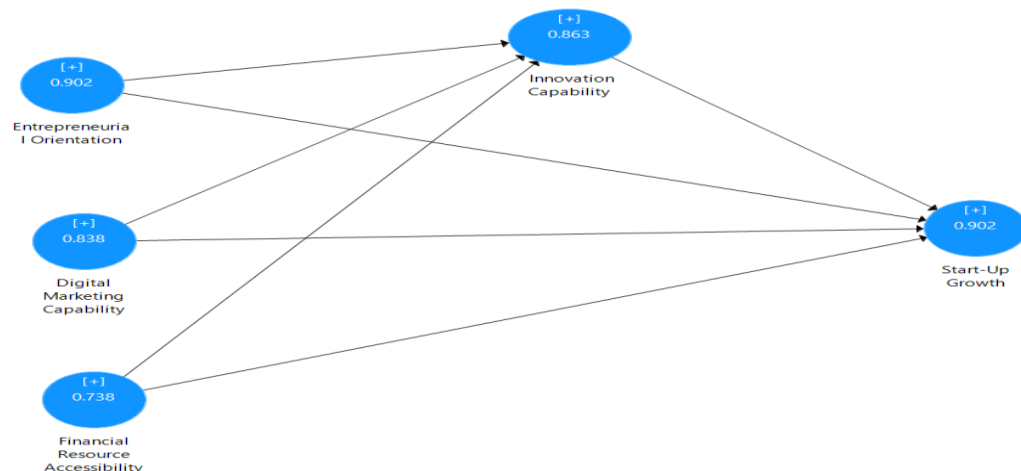 [+]
0.863
Innovation
Capability
[+]
0.902
Entrepreneuria
l Orientation
[+]
0.838
Digital
Marketing
Capability
[+]
0.902
Start-Up
Growth
[+]
0.738
Financial
Resource
Accessibility